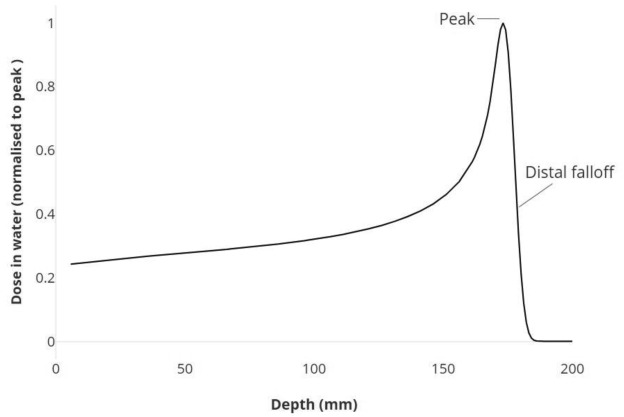 Peak
Distal falloff
Dose in water (normalised to peak )
1
0.8
0.6
0.4
0.2
0
0
50
100
150
200
Depth (mm)